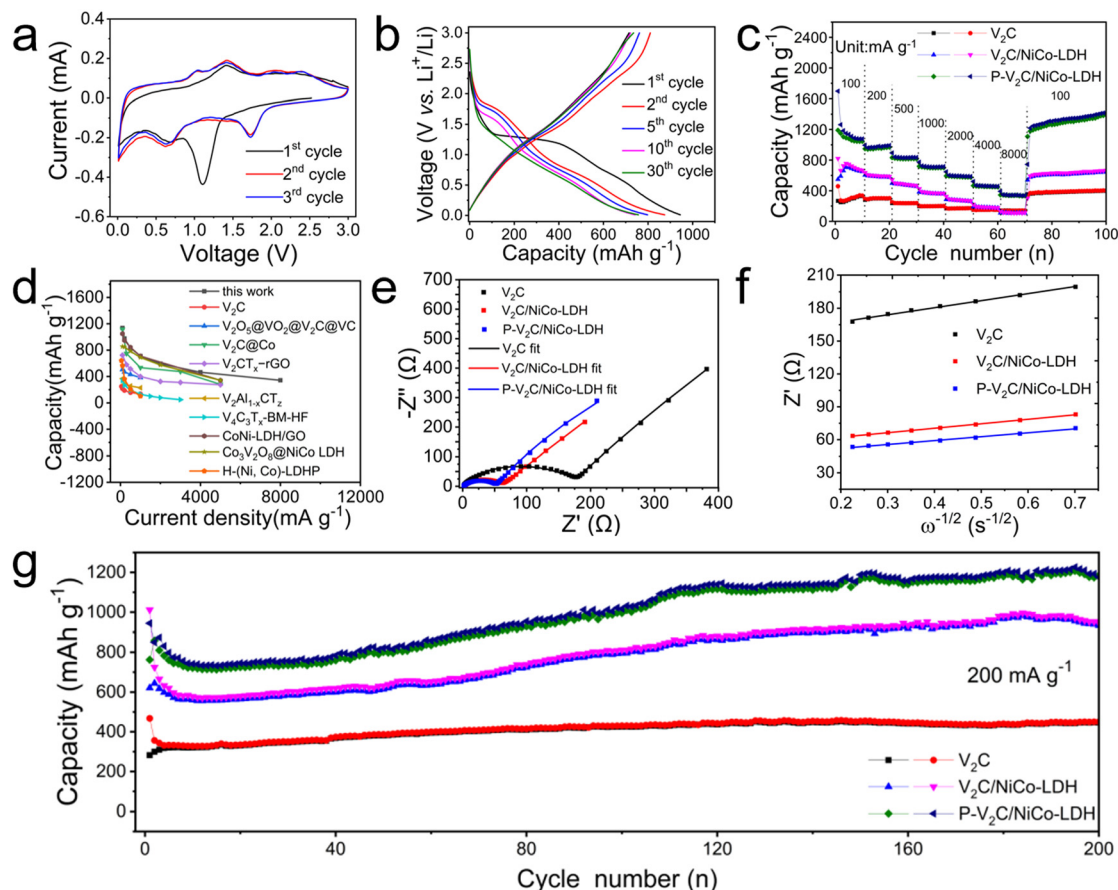 a
Current (mA)
0.4
0.2
0.0
-0.2
-0.4
-0.6
1st cycle
2nd cycle
3rd cycle
0.0 0.5 1.0 1.5 2.0 2.5 3.0
Voltage (V)
b
Voltage (V vs. Li+/Li)
3.0
2.5
2.0
1.5
1.0
0.5
0.0
1st cycle
2nd cycle
5th cycle
10th cycle
30th cycle
0 200 400 600 800 1000
Capacity (mAh g-1)
c
Capacity (mAh g-1)
2400
2000
1600
1200
800
400
0
Unit:mA g-1
V2C
V2C/NiCo-LDH
P-V2C/NiCo-LDH
100 200 500 1000 2000 4000 8000 100
0 20 40 60 80 100
Cycle number (n)
d
Capacity(mAh g-1)
1200
800
400
0
-400
-800
-1200
this work
V2C
V2O5@VO2@V2C@VC
V2C@Co
V2CTx-rGO
V2Al1-xCTz
V4C3Tx-BM-HF
CoNi-LDH/GO
Co3V2O8@NiCo LDH
H-(Ni, Co)-LDHP
0 4000 8000 12000
Current density(mA g-1)
e
-Z'' (Ω)
700
600
500
400
300
200
100
0
V2C
V2C/NiCo-LDH
P-V2C/NiCo-LDH
V2C fit
V2C/NiCo-LDH fit
P-V2C/NiCo-LDH fit
0 80 160 240 320 400
Z' (Ω)
f
Z' (Ω)
210
180
150
120
90
60
30
V2C
V2C/NiCo-LDH
P-V2C/NiCo-LDH
0.2 0.3 0.4 0.5 0.6 0.7
ω-1/2 (s-1/2)
g
Capacity (mAh g-1)
1200
1000
800
600
400
200
0
200 mA g-1
V2C
V2C/NiCo-LDH
P-V2C/NiCo-LDH
0 40 80 120 160 200
Cycle number (n)